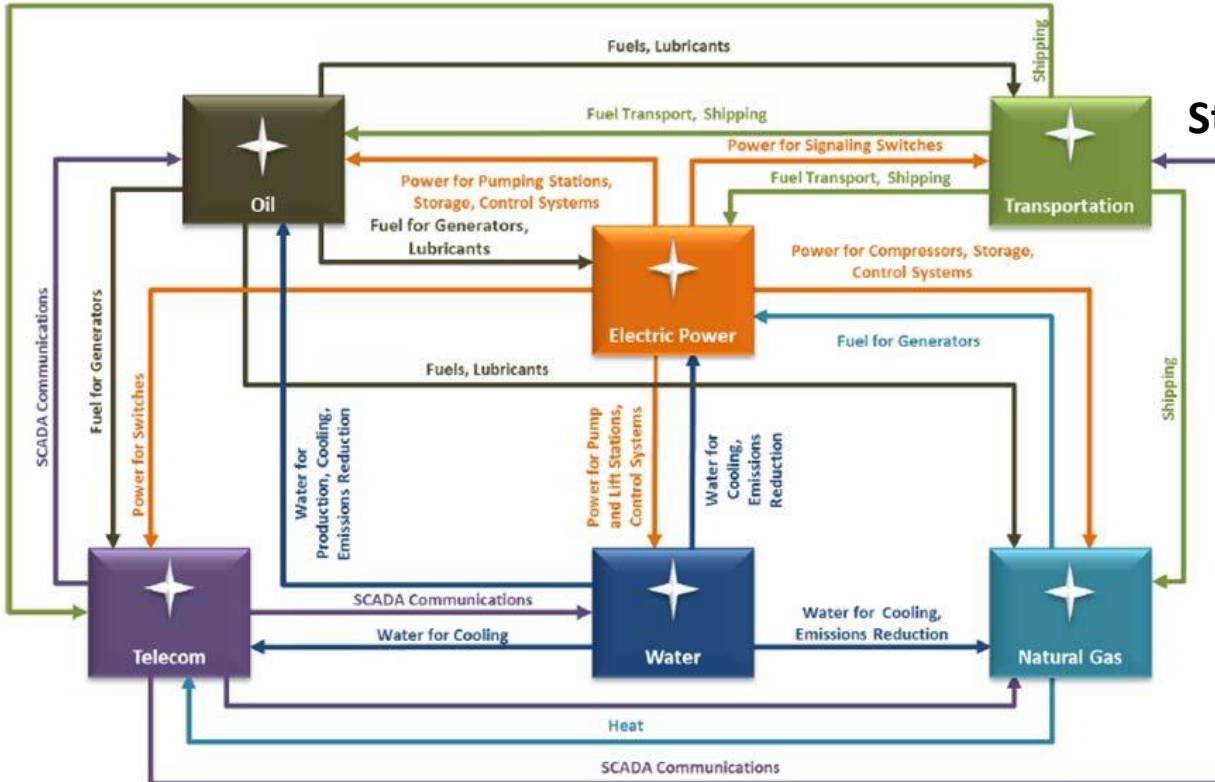 Fuels, Lubricants
Shipping
Fuel Transport, Shipping
St
Power for Signaling Switches
Power for Pumping Stations,
Storage, Control Systems
Fuel Transport, Shipping
Oil
Transportation
Fuel for Generators,
Lubricants
Power for Compressors, Storage,
Control Systems
Electric Power
Fuel for Generators
SCADA Communications
Fuel for Generators
Fuels, Lubricants
Shipping
Power for Switches
Water for
Production, Cooling,
Emissions Reduction
Power for Pump
and Lift Stations,
Control Systems
Water for
Cooling,
Emissions
Reduction
SCADA Communications
Water for Cooling
Water for Cooling,
Emissions Reduction
Telecom
Water
Natural Gas
Heat
SCADA Communications